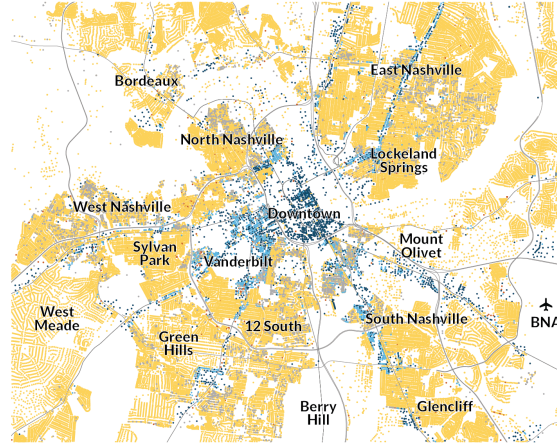 East Nashville
Bordeaux
North Nashville
Lockeland
Springs
West Nashville
Downtown
Sylvan
Park
Vanderbilt
Mount
Olivet
West
Meade
Green
Hills
12 South
South Nashville
BNA
Berry
Hill
Glencliff